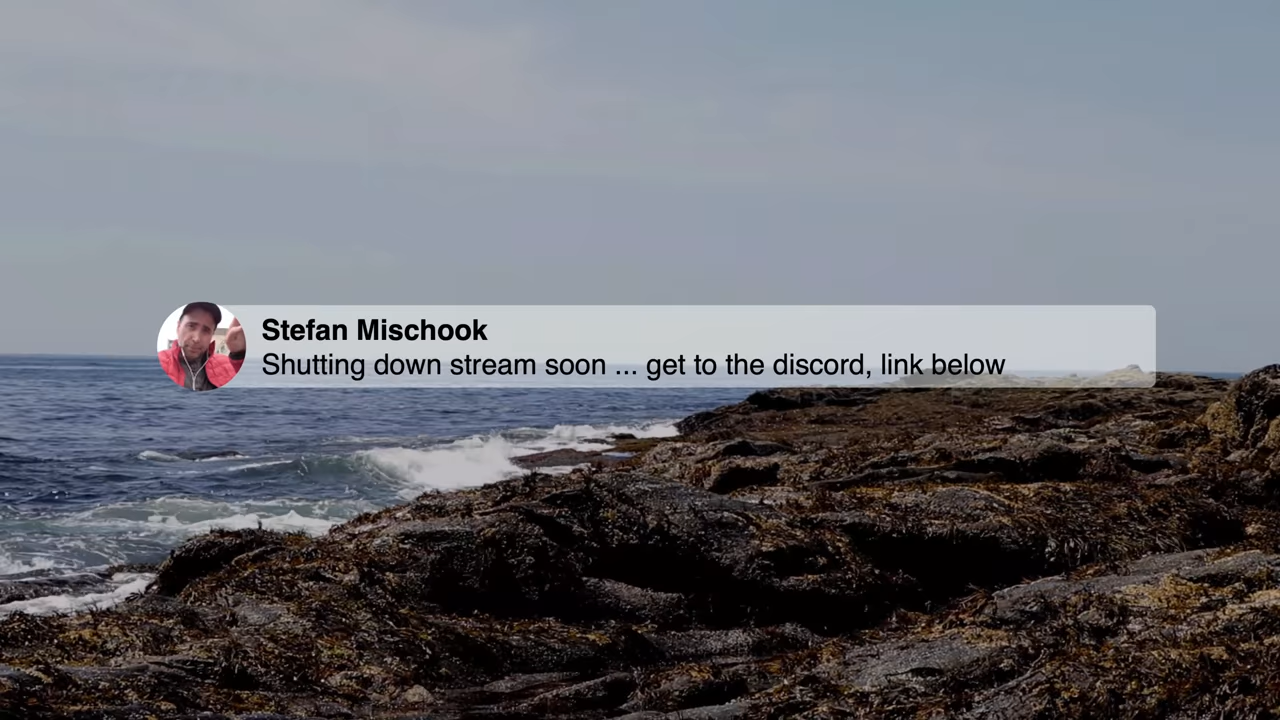 Stefan Mischook
Shutting down stream soon ... get to the discord, link below